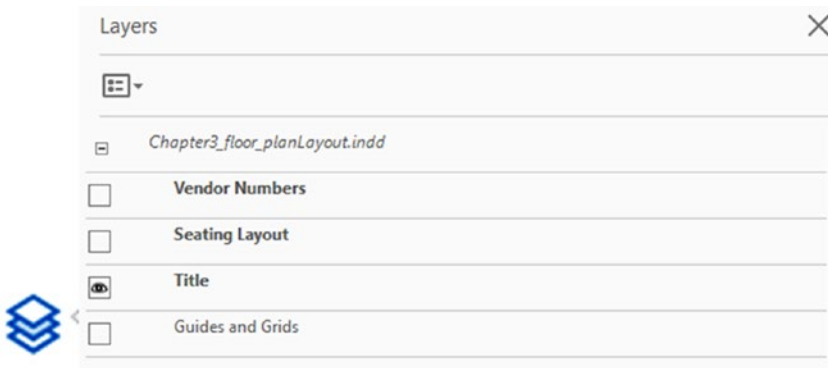 Layers
Chapter3_floor_planLayout.indd
Vendor Numbers
Seating Layout
Title
Guides and Grids